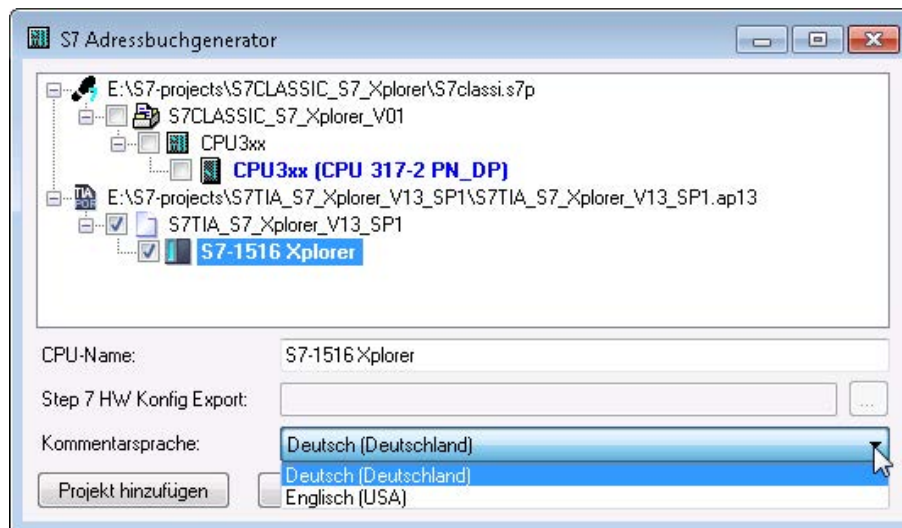 S7 Adressbuchgenerator
E:\S7-projects\S7CLASSIC_S7_Xplorer\S7classi.s7p
S7CLASSIC_S7_Xplorer_V01
CPU3xx
CPU3xx (CPU 317-2 PN_DP)
E:\S7-projects\S7TIA_S7_Xplorer_V13_SP1\S7TIA_S7_Xplorer_V13_SP1.ap13
S7TIA_S7_Xplorer_V13_SP1
S7-1516 Xplorer
CPU-Name: S7-1516 Xplorer
Step 7 HW Konfig Export: ...
Kommentarsprache: Deutsch (Deutschland)
Deutsch (Deutschland)
Projekt hinzufügen Englisch (USA)